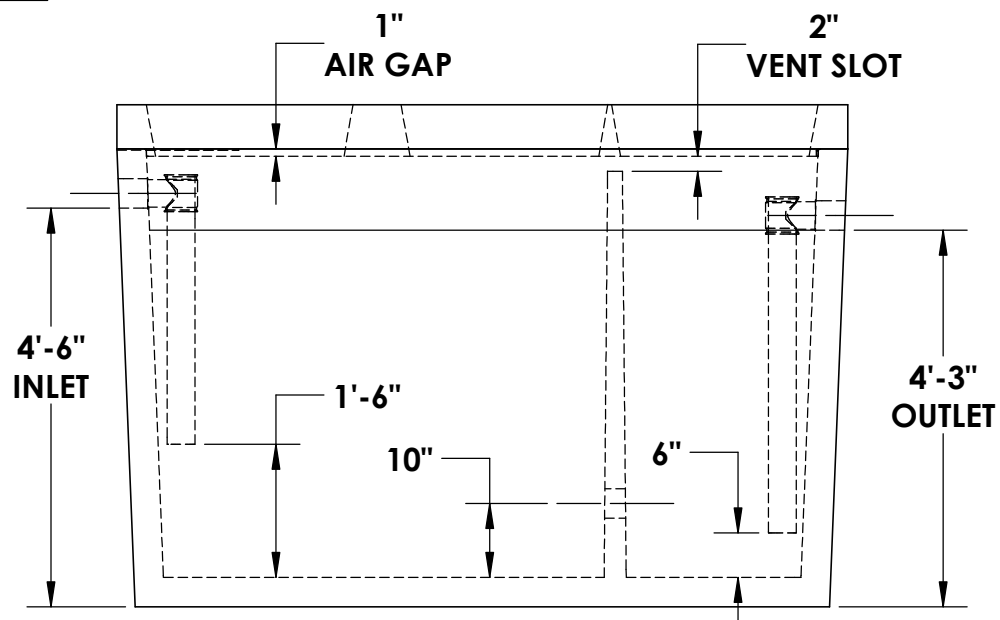 1"
AIR GAP
2"
VENT SLOT
4'-6"
INLET
1'-6"
10"
6"
4'-3"
OUTLET